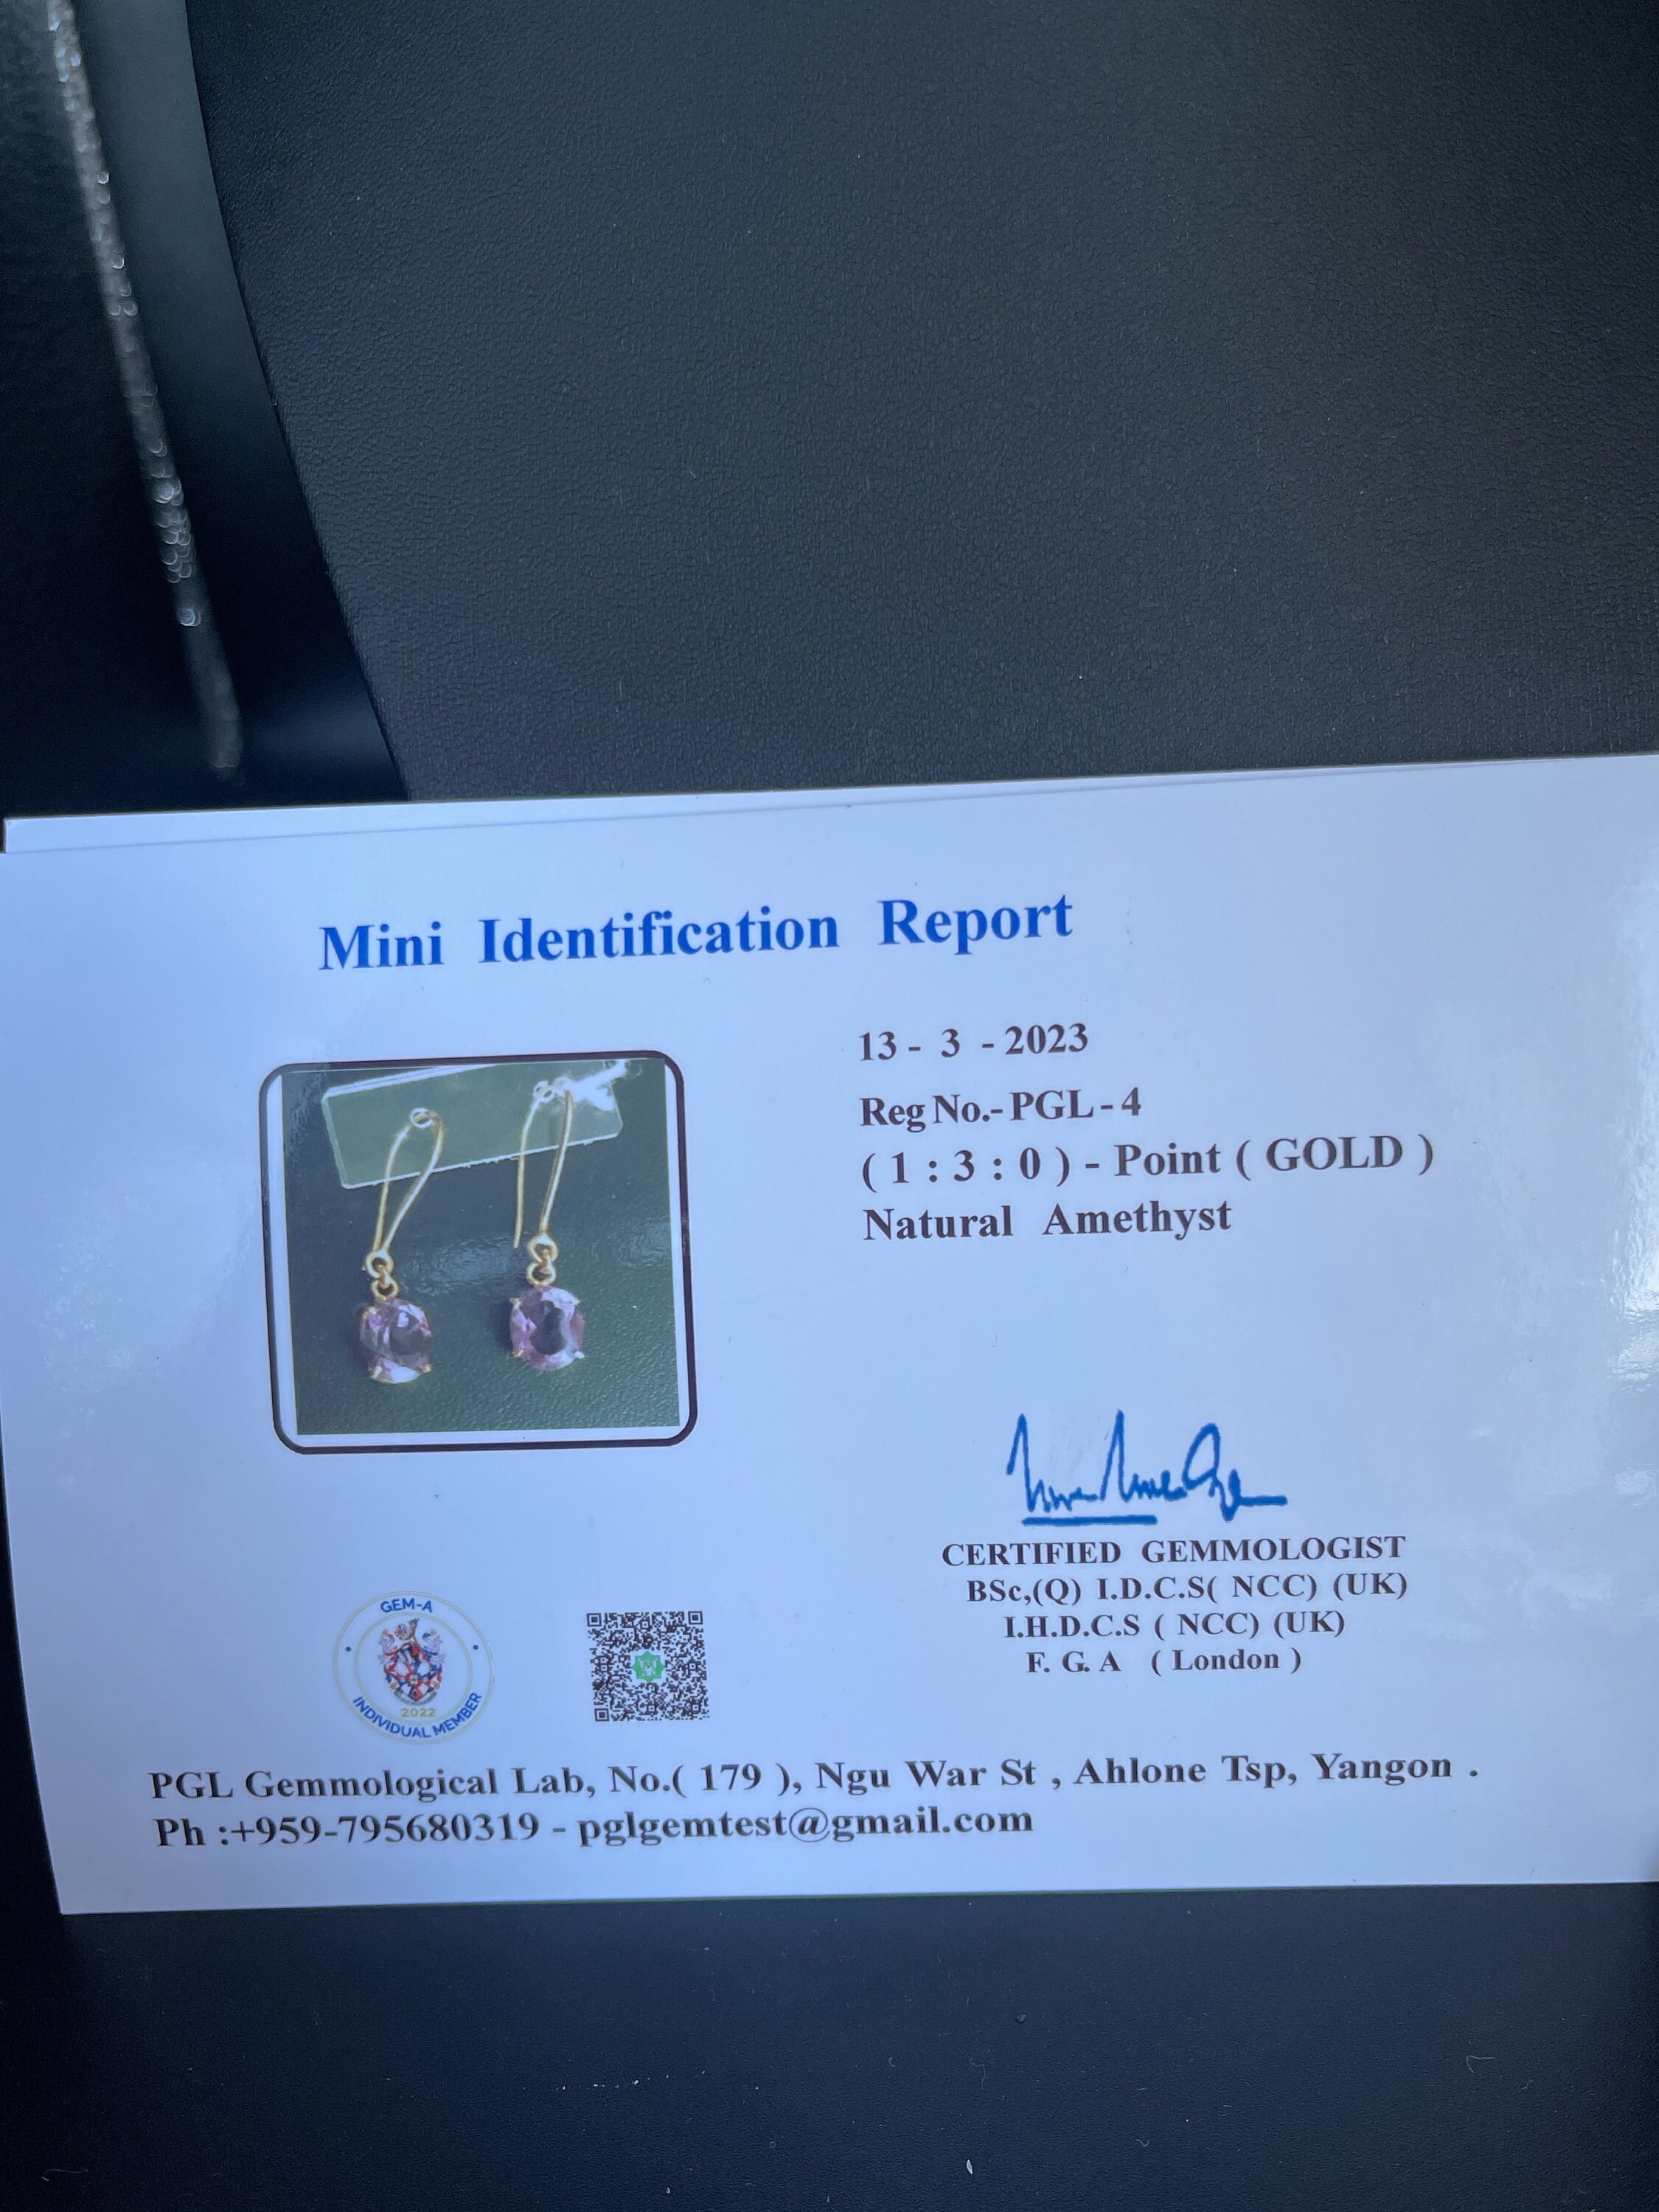 Mini Identification Report
13 - 3 - 2023
Reg No.- PGL - 4
( 1 : 3 : 0 ) - Point ( GOLD )
Natural Amethyst
CERTIFIED GEMMOLOGIST
BSc,(Q) I.D.C.S( NCC) (UK)
I.H.D.C.S ( NCC) (UK)
F. G. A ( London )
GEM-A
2022
INDIVIDUAL MEMBER
PGL Gemmological Lab, No.( 179 ), Ngu War St , Ahlone Tsp, Yangon .
Ph :+959-795680319 - pglgemtest@gmail.com